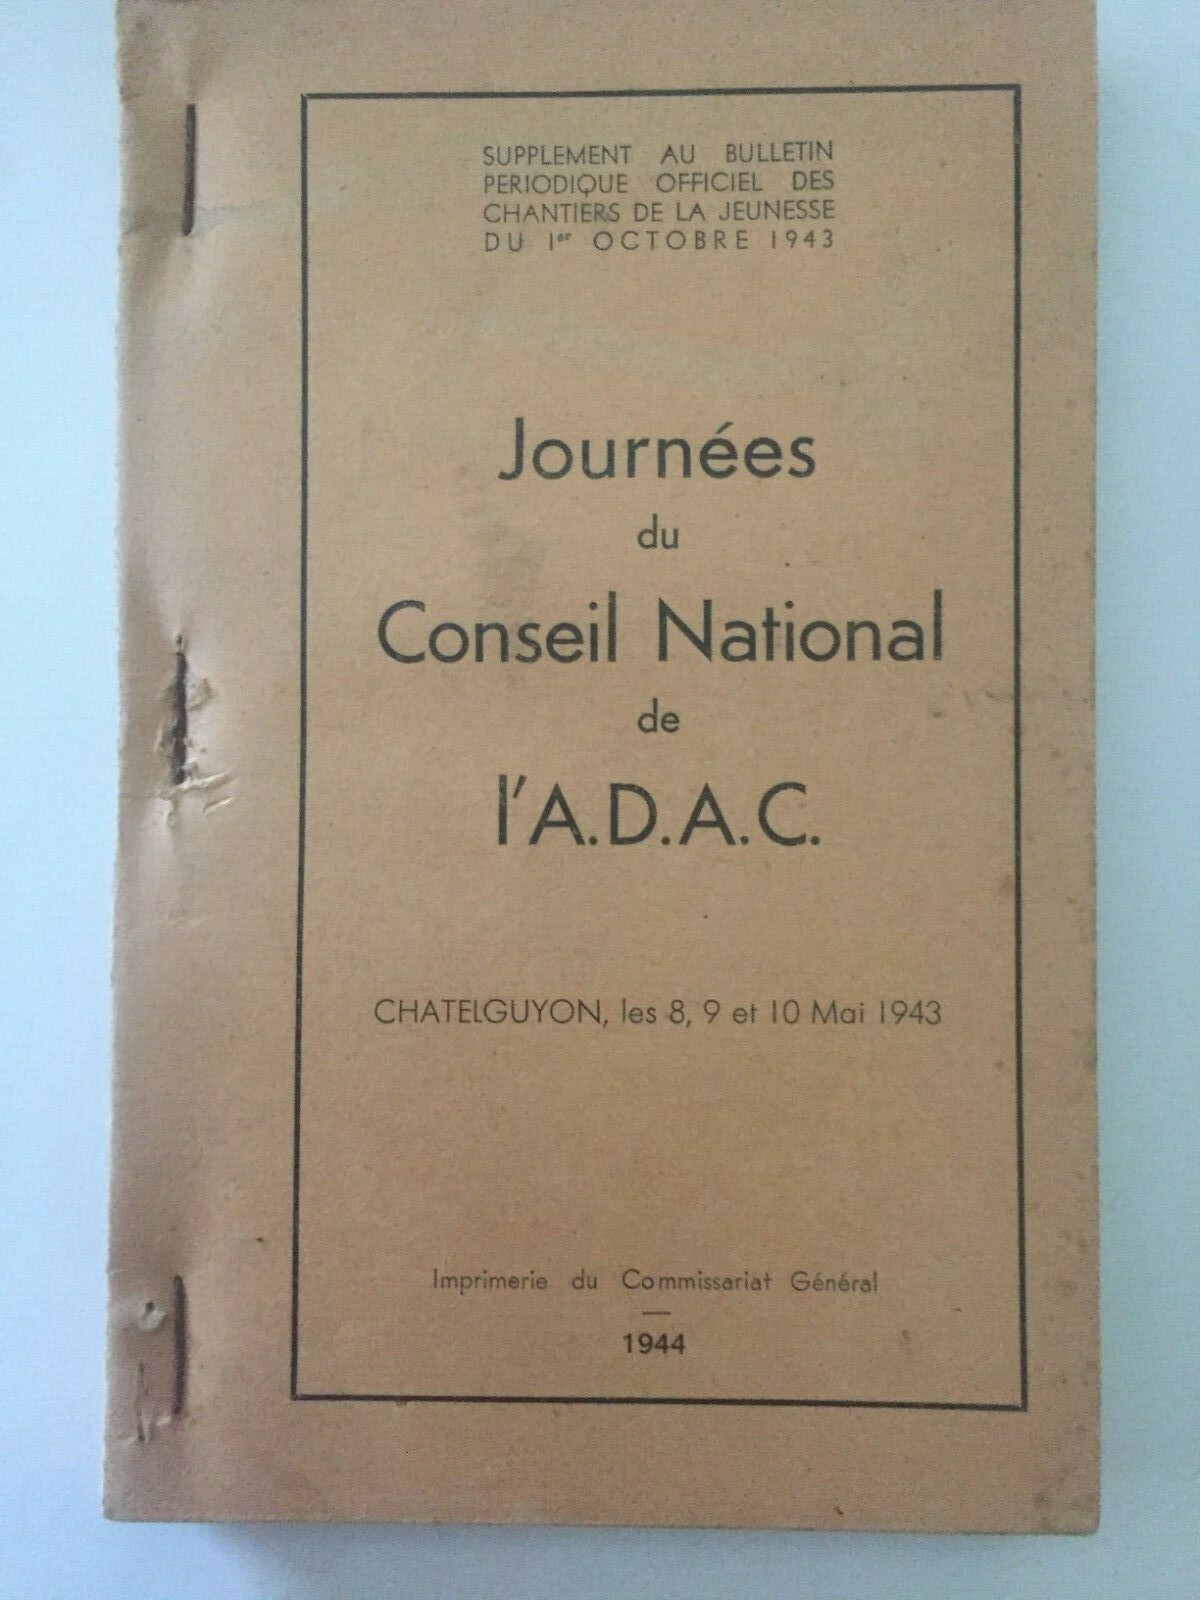 SUPPLEMENT AU BULLETIN
PERIODIQUE OFFICIEL DES
CHANTIERS DE LA JEUNESSE
DU 1er OCTOBRE 1943
Journées
du
Conseil National
de
l'A.D.A.C.
CHATELGUYON, les 8, 9 et 10 Mai 1943
Imprimerie du Commissariat Général
—
1944